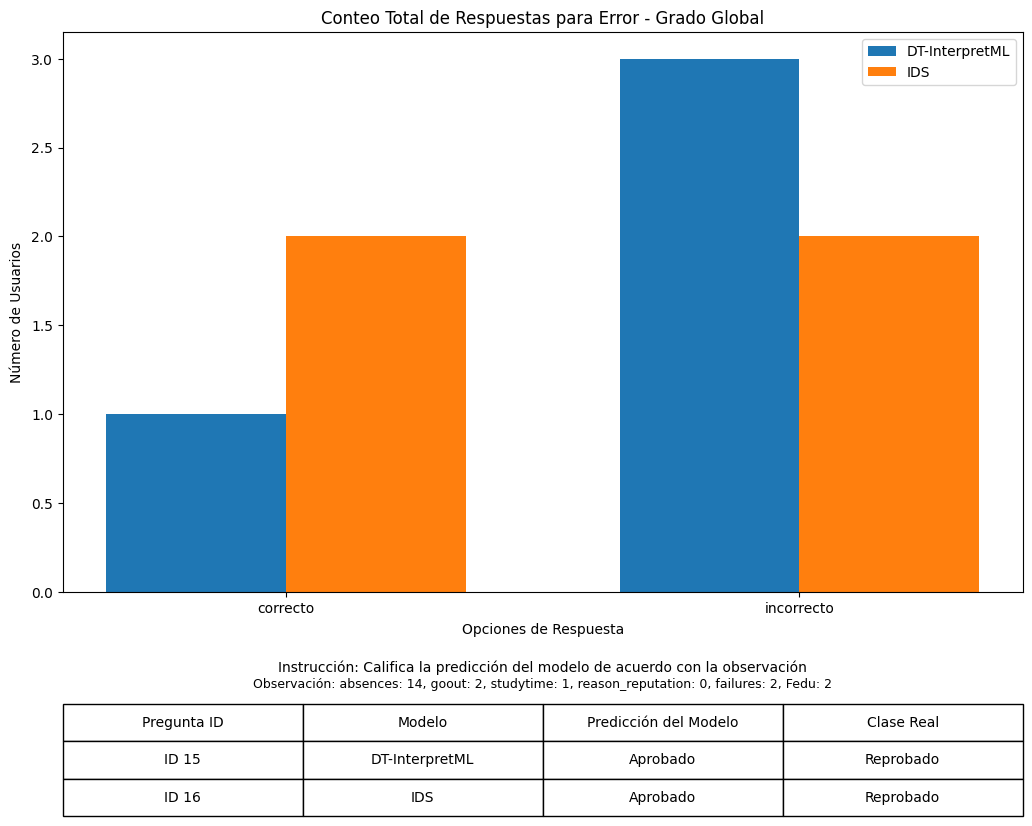 Conteo Total de Respuestas para Error - Grado Global
DT-InterpretML
IDS
Número de Usuarios
3.0
2.5
2.0
1.5
1.0
0.5
0.0
correcto incorrecto
Opciones de Respuesta
Instrucción: Califica la predicción del modelo de acuerdo con la observación
Observación: absences: 14, goout: 2, studytime: 1, reason_reputation: 0, failures: 2, Fedu: 2
Pregunta ID Modelo Predicción del Modelo Clase Real
ID 15 DT-InterpretML Aprobado Reprobado
ID 16 IDS Aprobado Reprobado